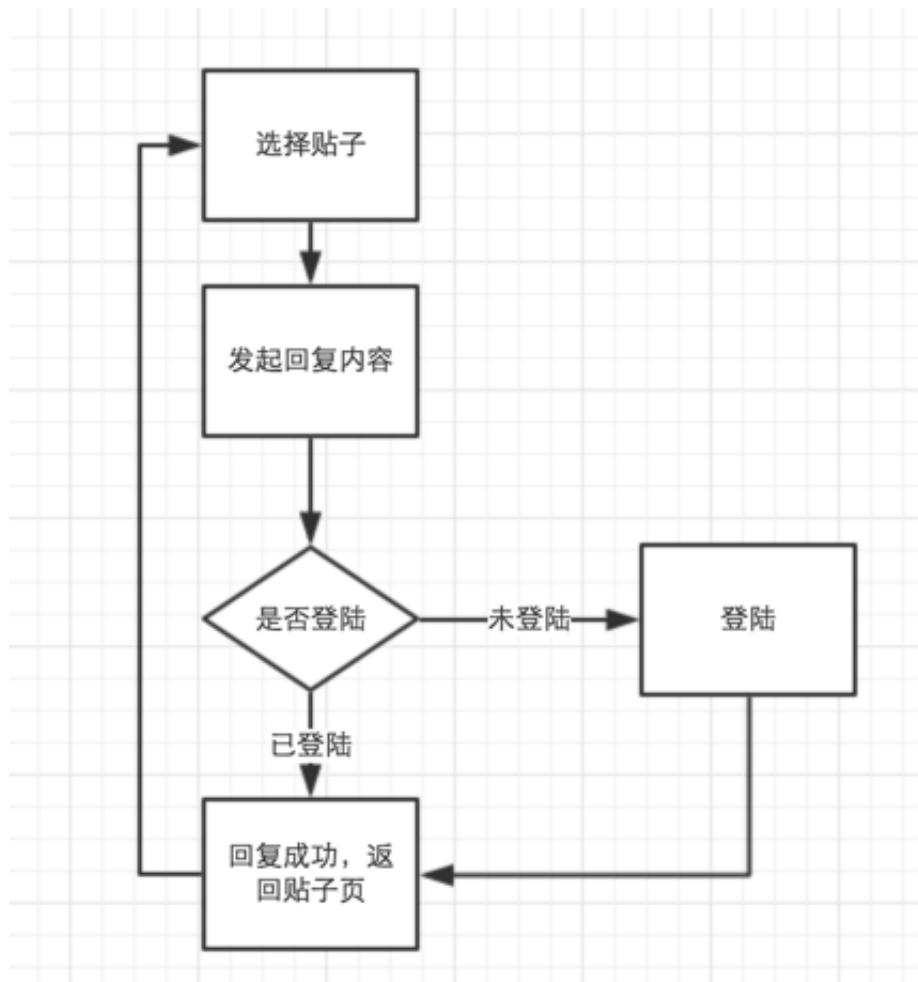 选择贴子
发起回复内容
是否登陆
未登陆
登陆
已登陆
回复成功，返
回贴子页